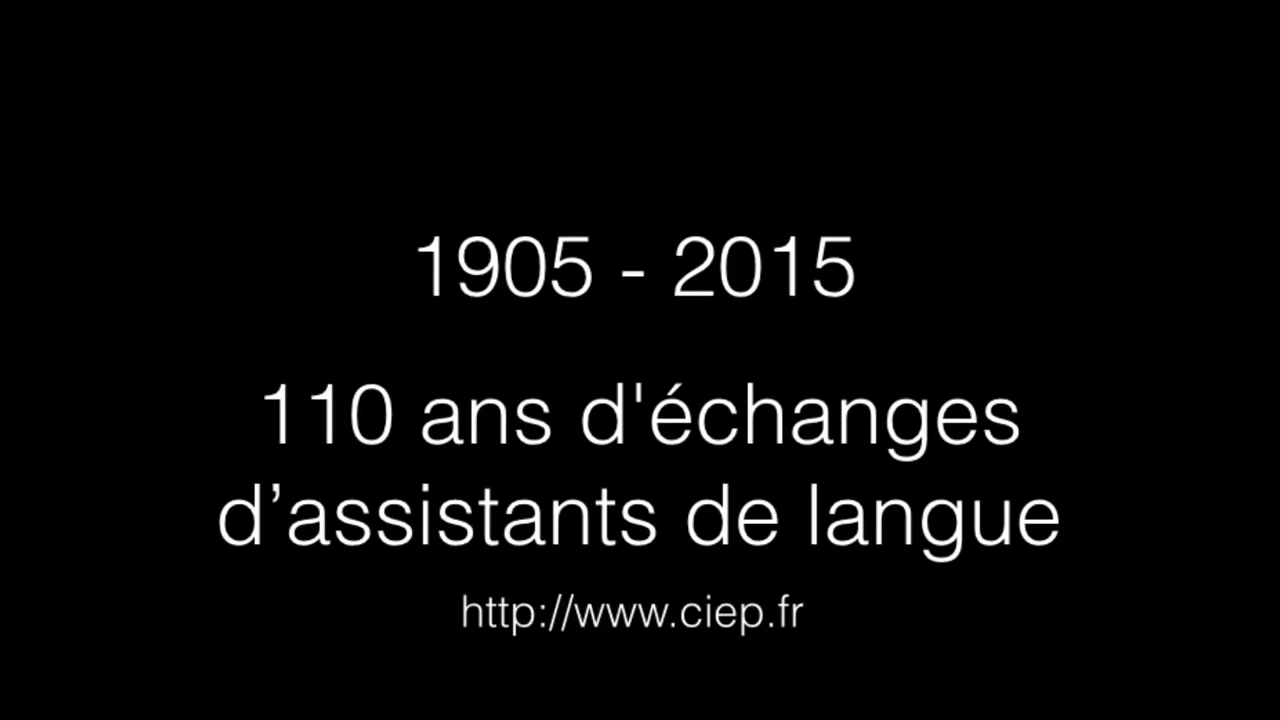 1905 - 2015
110 ans d'échanges
d’assistants de langue
http://www.ciep.fr